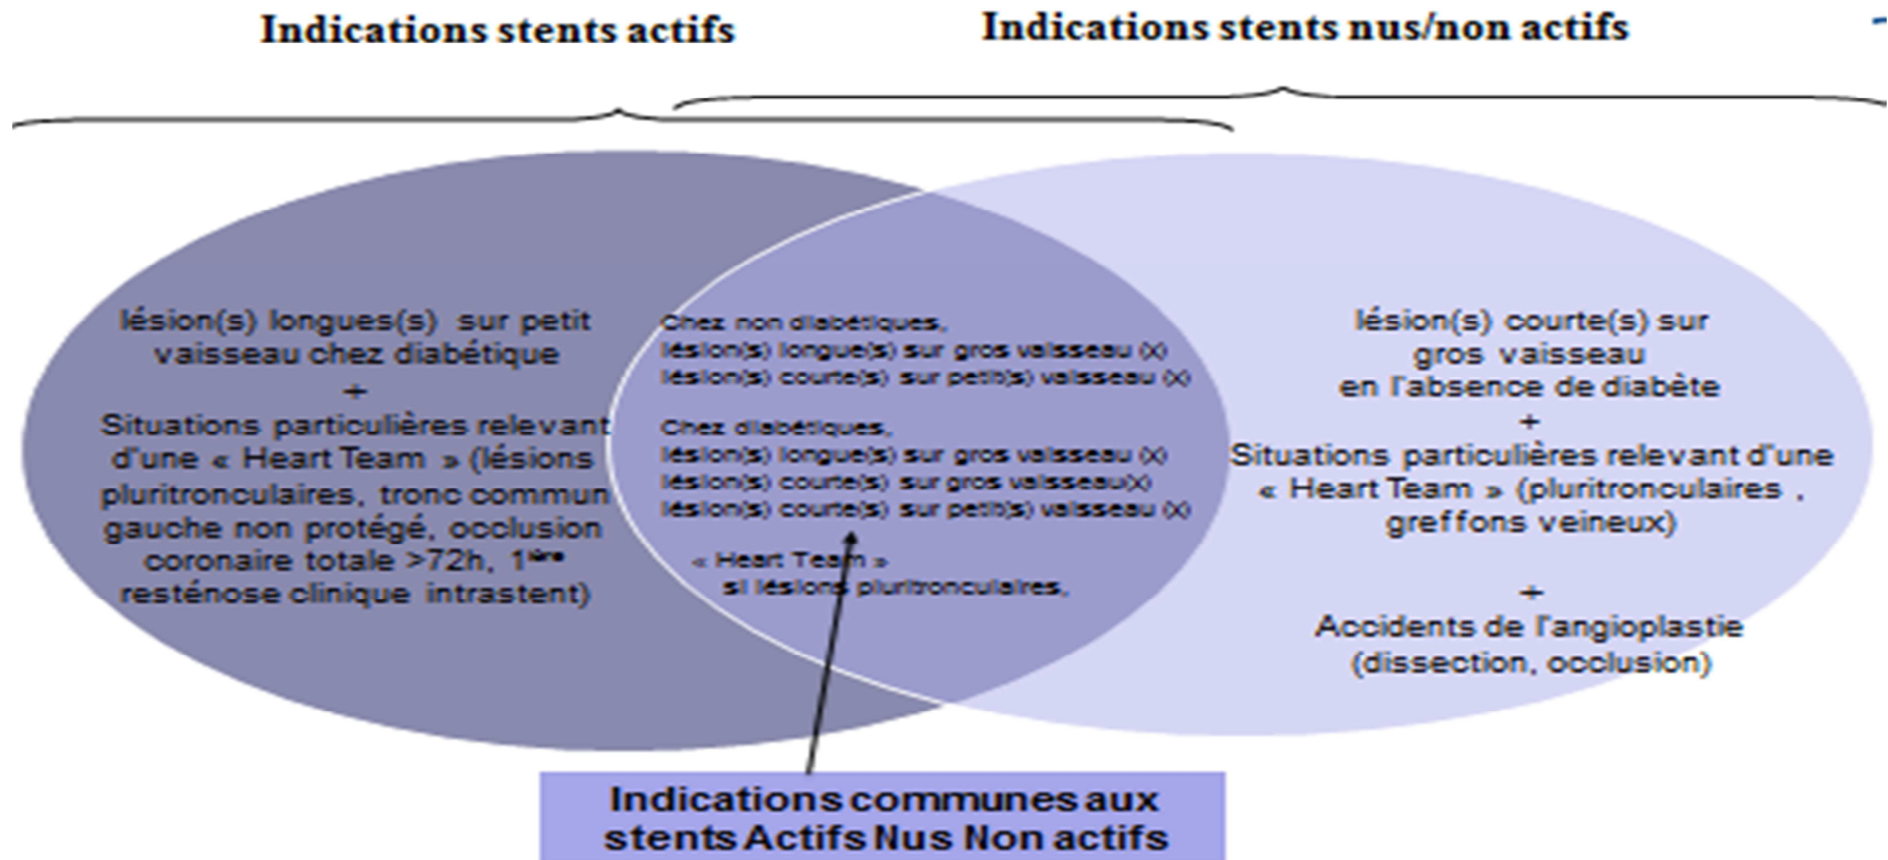 Indications stents actifs
Indications stents nus/non actifs
lésion(s) longues(s) sur petit
vaisseau chez diabétique
+
Situations particulières relevant
d'une « Heart Team » (lésions
pluritronculaires, tronc commun
gauche non protégé, occlusion
coronaire totale >72h, 1ière
resténose clinique intrastent)
Chez non diabétiques,
lésion(s) longue(s) sur gros vaisseau (x)
lésion(s) courte(s) sur petit(s) vaisseau (x)
Chez diabétiques,
lésion(s) longue(s) sur gros vaisseau (x)
lésion(s) courte(s) sur gros vaisseau(x)
lésion(s) courte(s) sur petit(s) vaisseau (x)
« Heart Team »
si lésions pluritronculaires,
lésion(s) courte(s) sur
gros vaisseau
en l'absence de diabète
+
Situations particulières relevant d'une
« Heart Team » (pluritronculaires ,
greffons veineux)
+
Accidents de l'angioplastie
(dissection, occlusion)
Indications communes aux
stents Actifs Nus Non actifs